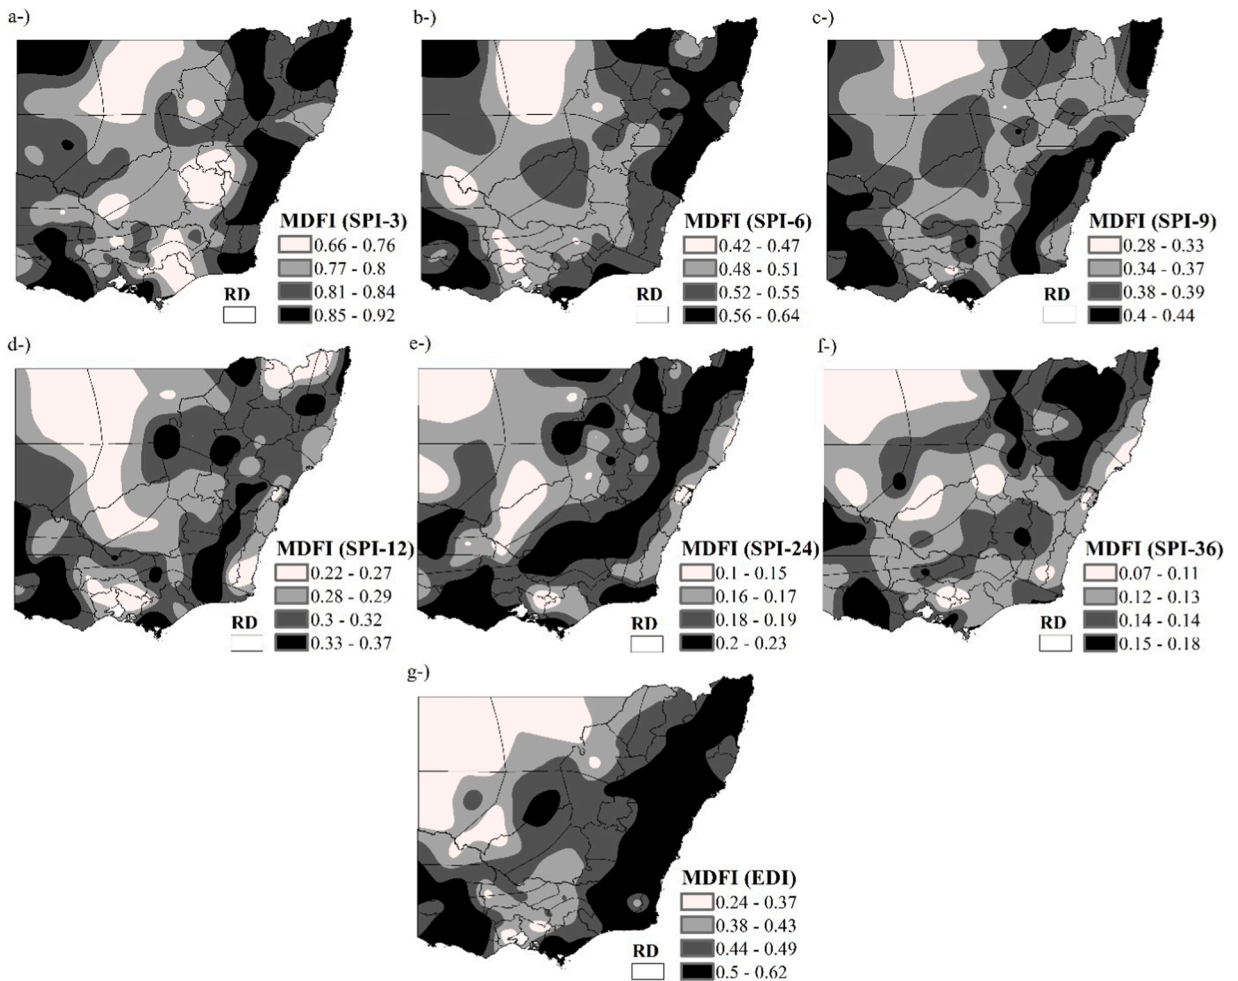 a-)
MDFI (SPI-3)
0.66 - 0.76
0.77 - 0.8
0.81 - 0.84
0.85 - 0.92
RD
b-)
MDFI (SPI-6)
0.42 - 0.47
0.48 - 0.51
0.52 - 0.55
0.56 - 0.64
RD
c-)
MDFI (SPI-9)
0.28 - 0.33
0.34 - 0.37
0.38 - 0.39
0.4 - 0.44
RD
d-)
MDFI (SPI-12)
0.22 - 0.27
0.28 - 0.29
0.3 - 0.32
0.33 - 0.37
RD
e-)
MDFI (SPI-24)
0.1 - 0.15
0.16 - 0.17
0.18 - 0.19
0.2 - 0.23
RD
f-)
MDFI (SPI-36)
0.07 - 0.11
0.12 - 0.13
0.14 - 0.14
0.15 - 0.18
RD
g-)
MDFI (EDI)
0.24 - 0.37
0.38 - 0.43
0.44 - 0.49
0.5 - 0.62
RD